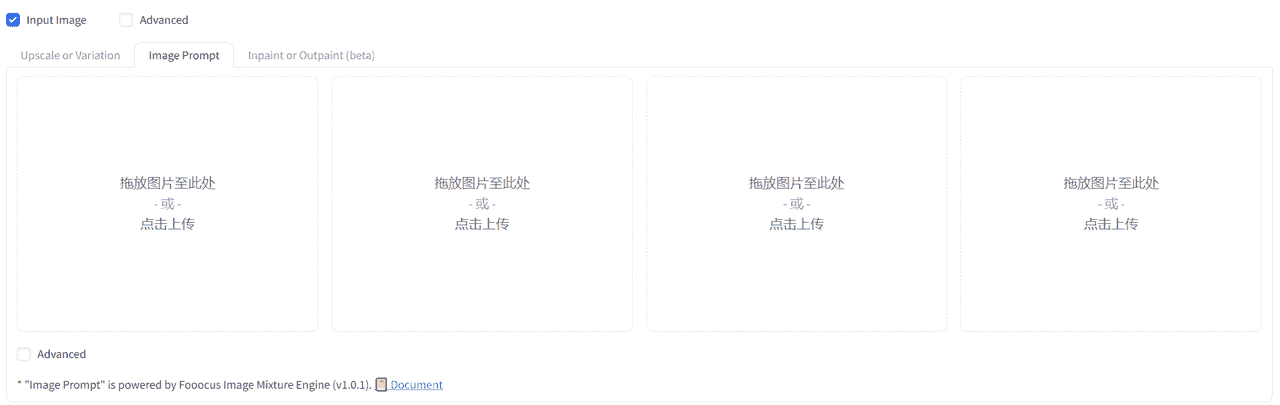 Input Image Advanced
Upscale or Variation Image Prompt Inpaint or Outpaint (beta)
拖放图片至此处 拖放图片至此处 拖放图片至此处 拖放图片至此处
- 或 - - 或 - - 或 - - 或 -
点击上传 点击上传 点击上传 点击上传
Advanced
* "Image Prompt" is powered by Fooocus Image Mixture Engine (v1.0.1). Document